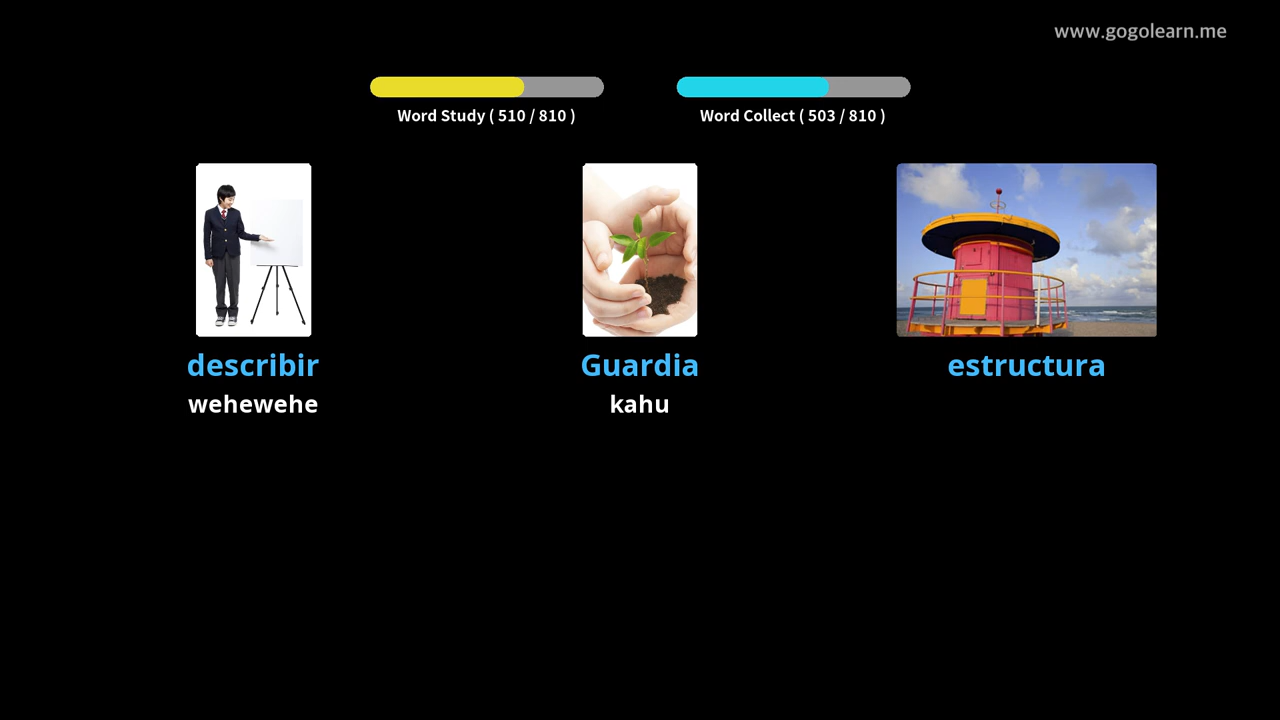 www.gogolearn.me
Word Study ( 510 / 810 )
Word Collect ( 503 / 810 )
describir
wehewehe
Guardia
kahu
estructura